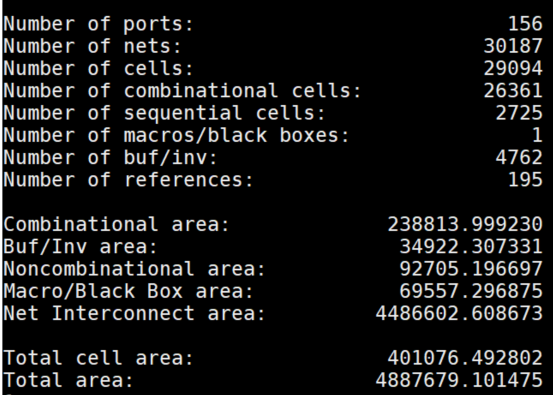 Number of ports: 156
Number of nets: 30187
Number of cells: 29094
Number of combinational cells: 26361
Number of sequential cells: 2725
Number of macros/black boxes: 1
Number of buf/inv: 4762
Number of references: 195
Combinational area: 238813.999230
Buf/Inv area: 34922.307331
Noncombinational area: 92705.196697
Macro/Black Box area: 69557.296875
Net Interconnect area: 4486602.608673
Total cell area: 401076.492802
Total area: 4887679.101475